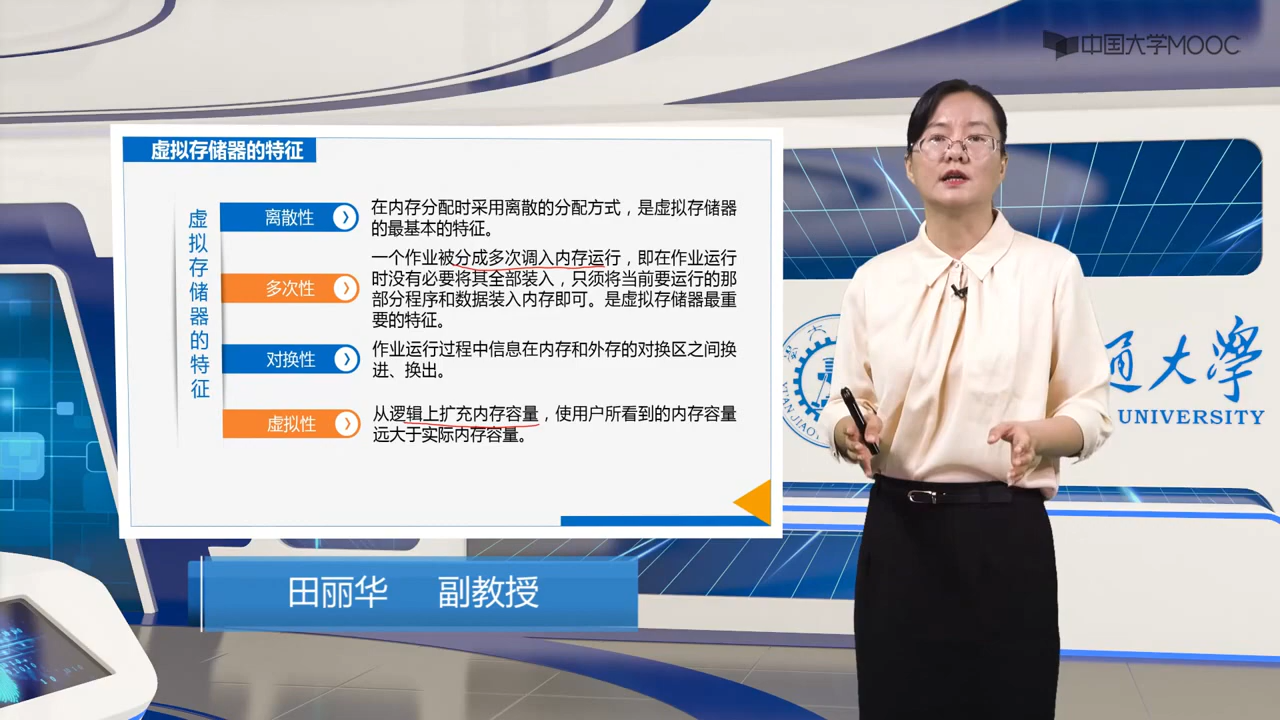 中国大学MOOC
虚拟存储器的特征
虚拟存储器的特征
离散性
在内存分配时采用离散的分配方式，是虚拟存储器
的最基本的特征。
多次性
一个作业被分成多次调入内存运行，即在作业运行
时没有必要将其全部装入，只须将当前要运行的那
部分程序和数据装入内存即可。是虚拟存储器最重
要的特征。
对换性
作业运行过程中信息在内存和外存的对换区之间换
进、换出。
虚拟性
从逻辑上扩充内存容量，使用户所看到的内存容量
远大于实际内存容量。
通大学
UNIVERSITY
田丽华 副教授